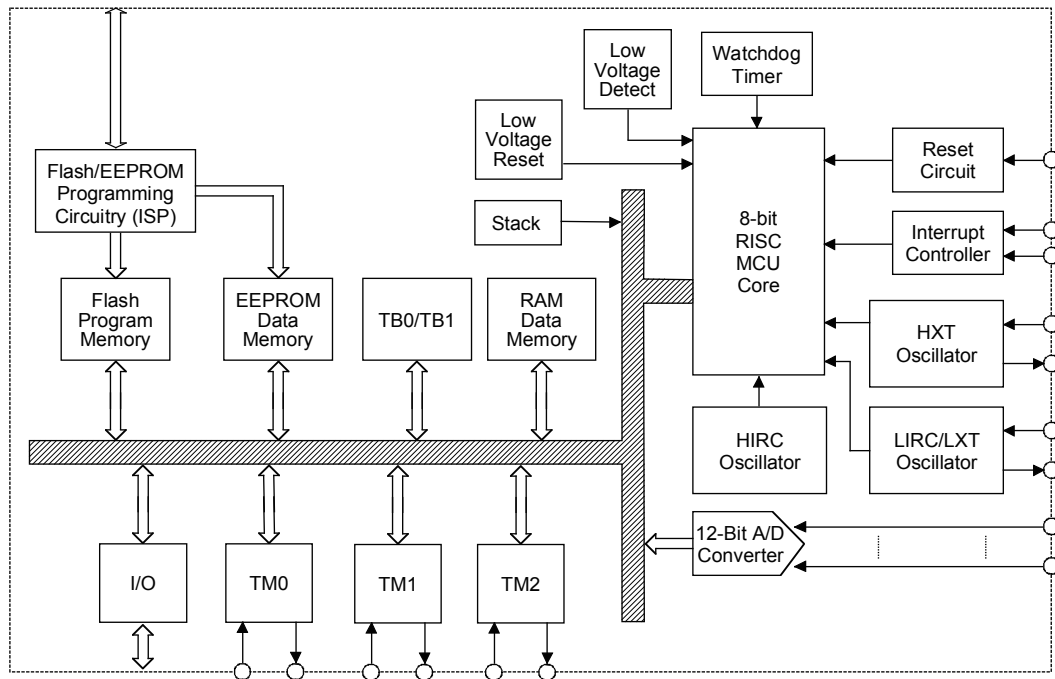 Low
Voltage
Detect
Watchdog
Timer
Low
Voltage
Reset
Reset
Circuit
Flash/EEPROM
Programming
Circuitry (ISP)
Stack
8-bit
RISC
MCU
Core
Interrupt
Controller
Flash
Program
Memory
EEPROM
Data
Memory
TB0/TB1
RAM
Data
Memory
HXT
Oscillator
HIRC
Oscillator
LIRC/LXT
Oscillator
12-Bit A/D
Converter
I/O
TM0
TM1
TM2